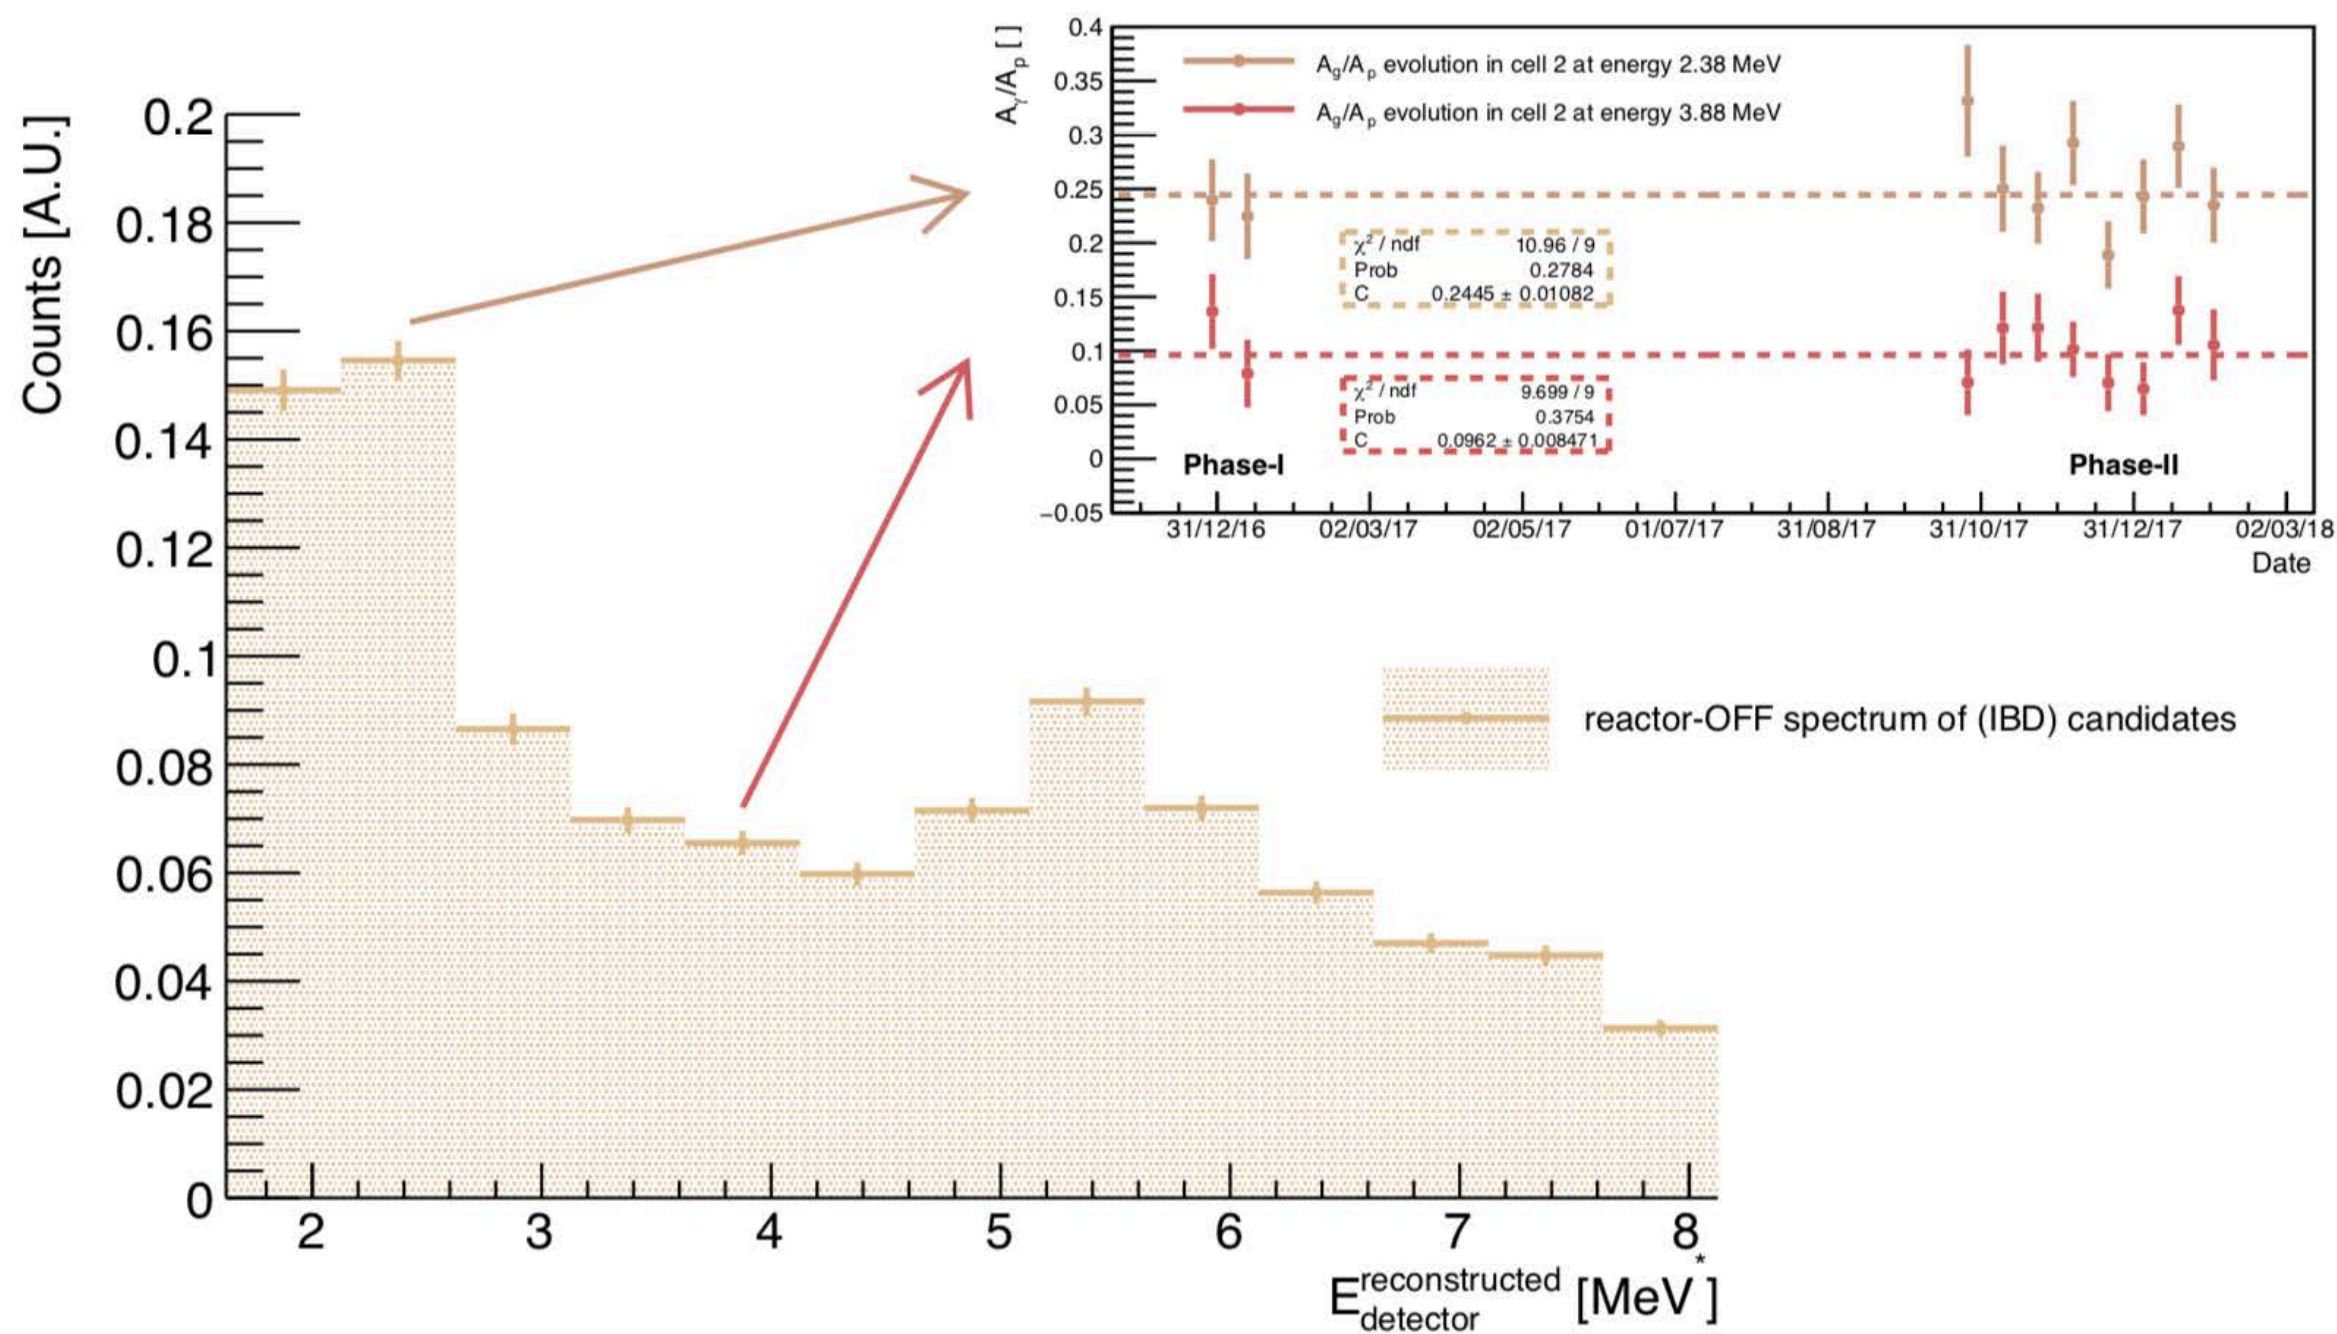 Counts [A.U.]
0.2
0.18
0.16
0.14
0.12
0.1
0.08
0.06
0.04
0.02
0
2 3 4 5 6 7 8
E reconstructed detector [MeV*]
reactor-OFF spectrum of (IBD) candidates
Aγ/Ap [ ]
0.4
0.35
0.3
0.25
0.2
0.15
0.1
0.05
0
−0.05
Ag/Ap evolution in cell 2 at energy 2.38 MeV
Ag/Ap evolution in cell 2 at energy 3.88 MeV
χ² / ndf 10.96 / 9
Prob 0.2784
C 0.2445 ± 0.01082
χ² / ndf 9.699 / 9
Prob 0.3754
C 0.0962 ± 0.008471
Phase-I Phase-II
31/12/16 02/03/17 02/05/17 01/07/17 31/08/17 31/10/17 31/12/17 02/03/18
Date